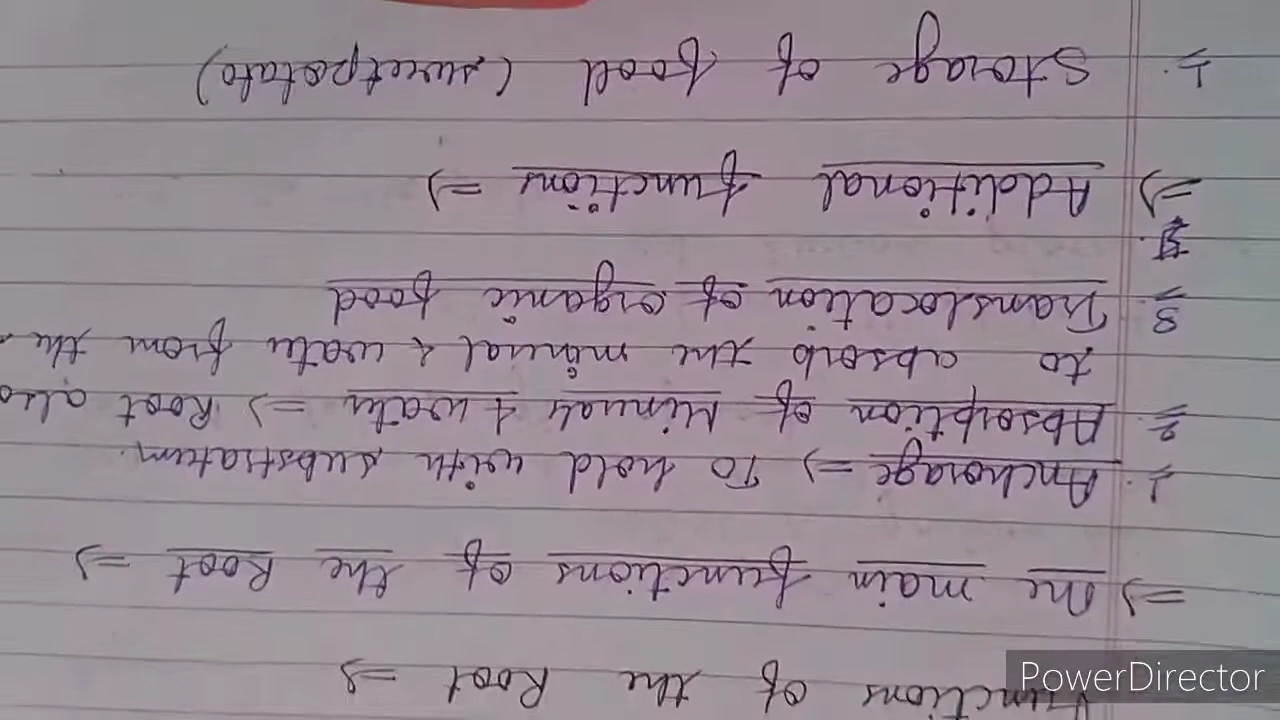 Functions of the Root ⇒
⇒ The main functions of the Root ⇒
1. Anchorage ⇒ To hold with substratum.
2. Absorption of Minerals & water ⇒ Root also
to absorb the mineral & water from the
3 Translocation of organic food
⇒ Additional functions ⇒
1. Storage of food (sweetpotato)
PowerDirector